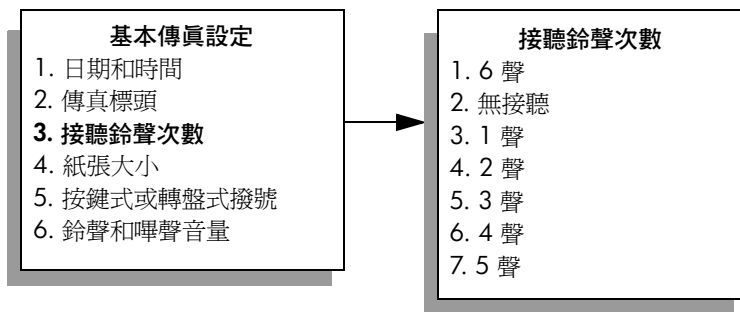 基本傳真設定
1. 日期和時間
2. 傳真標頭
3. 接聽鈴聲次數
4. 紙張大小
5. 按鍵式或轉盤式撥號
6. 鈴聲和嗶聲音量
接聽鈴聲次數
1. 6 聲
2. 無接聽
3. 1 聲
4. 2 聲
5. 3 聲
6. 4 聲
7. 5 聲